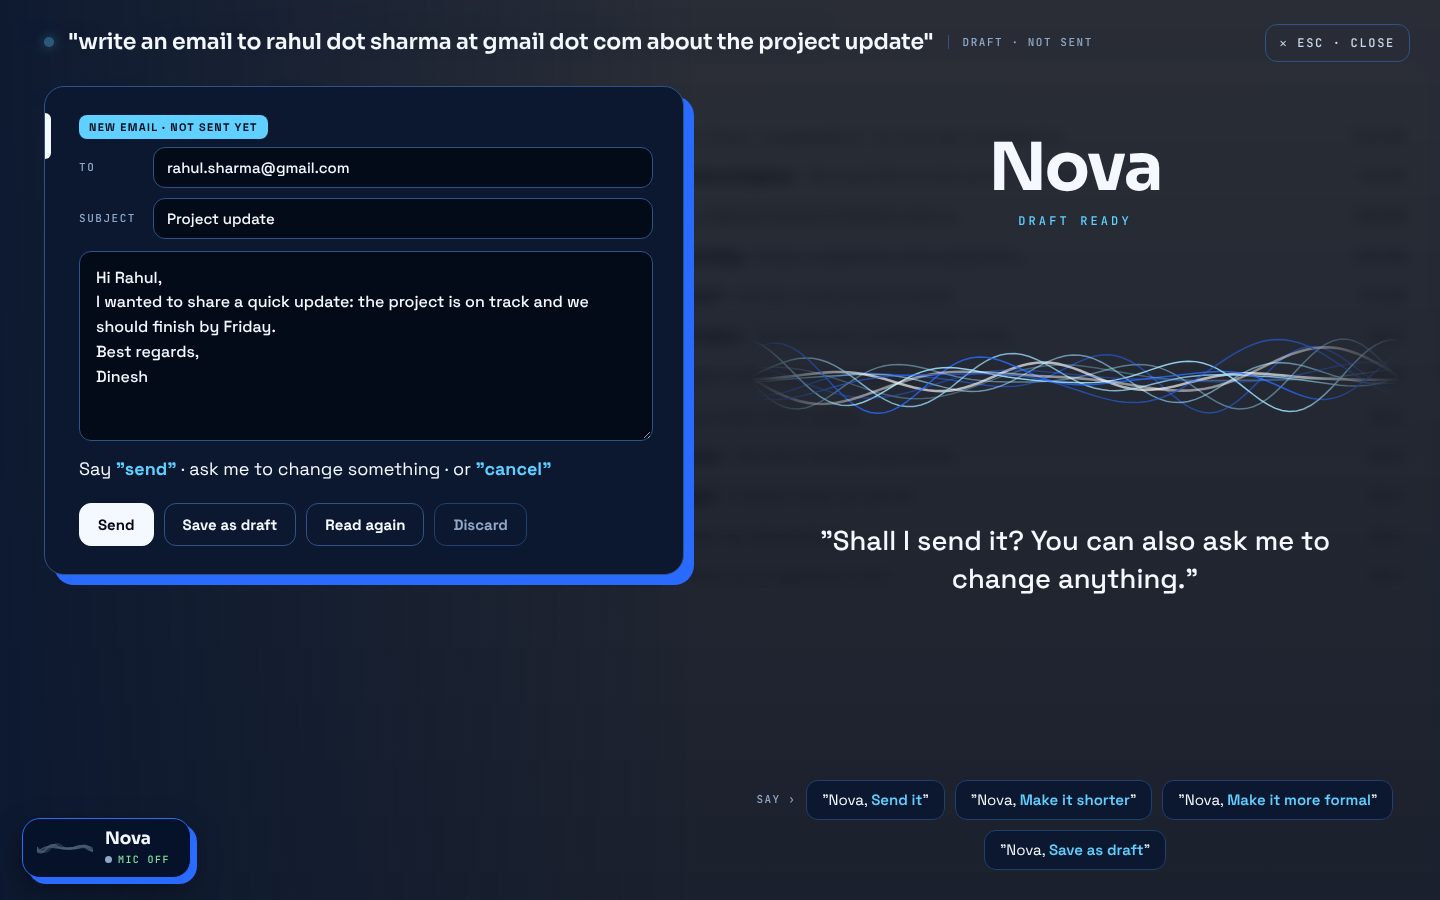 "write an email to rahul dot sharma at gmail dot com about the project update"
DRAFT · NOT SENT
× ESC · CLOSE
NEW EMAIL · NOT SENT YET
TO
rahul.sharma@gmail.com
SUBJECT
Project update
Hi Rahul,
I wanted to share a quick update: the project is on track and we
should finish by Friday.
Best regards,
Dinesh
Say ”send” · ask me to change something · or ”cancel”
Send
Save as draft
Read again
Discard
Nova
DRAFT READY
”Shall I send it? You can also ask me to
change anything.”
SAY ›
”Nova, Send it”
”Nova, Make it shorter”
”Nova, Make it more formal”
”Nova, Save as draft”
Nova
MIC OFF